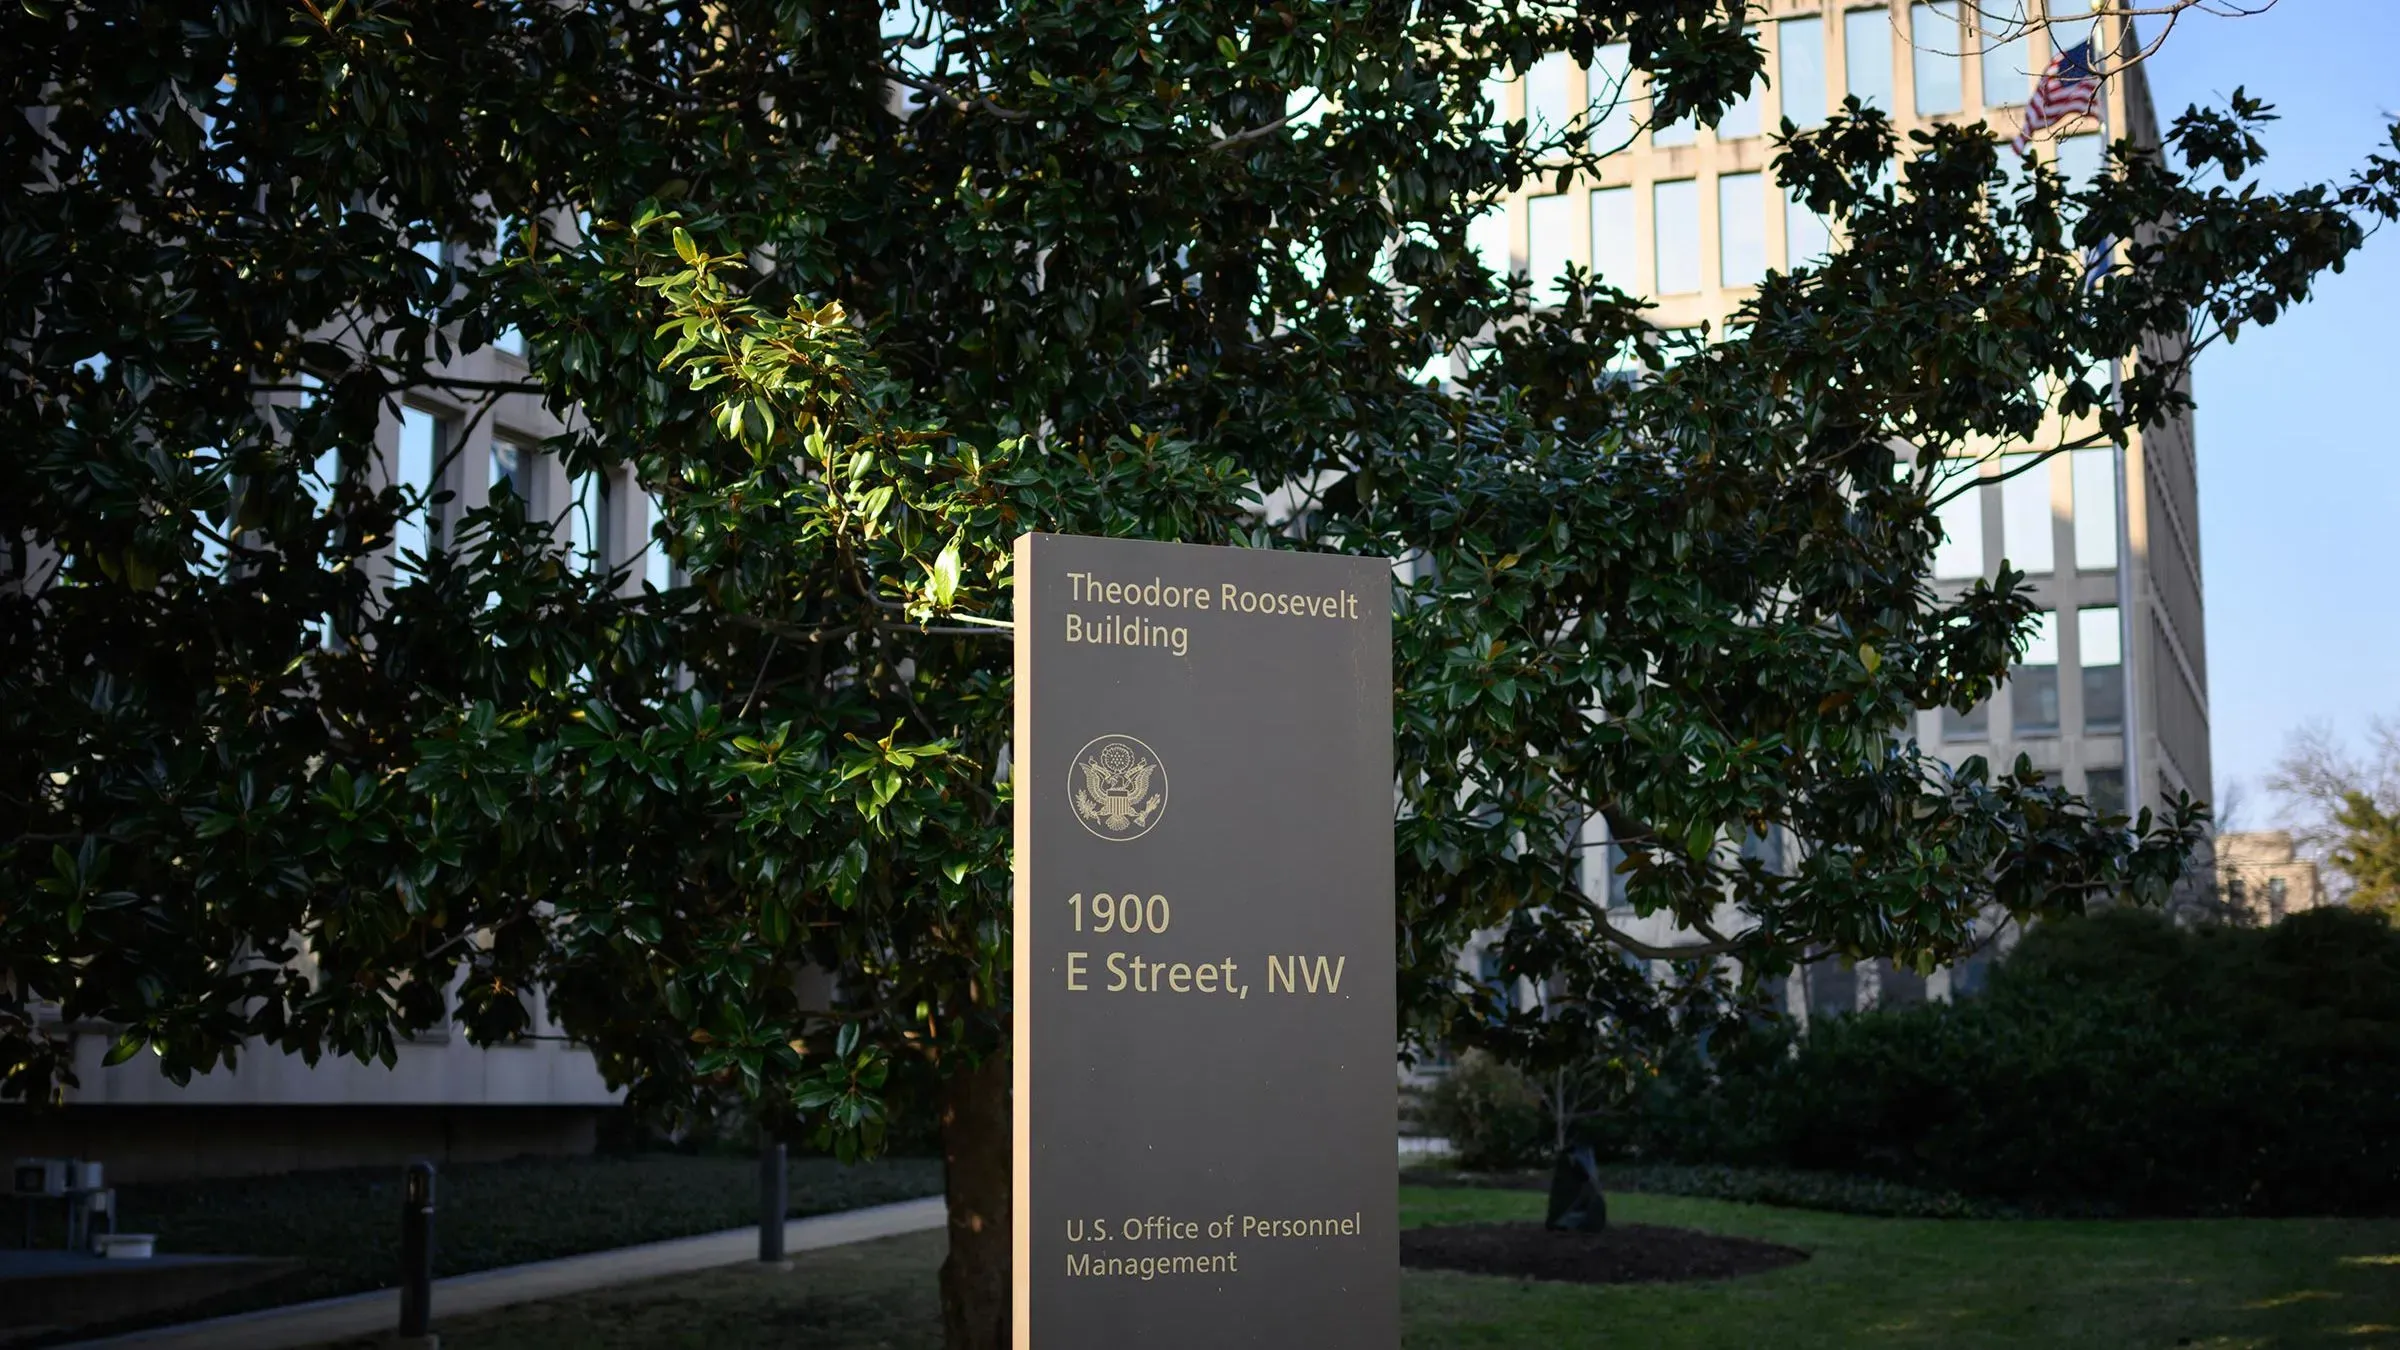 Theodore Roosevelt
Building
1900
E Street, NW
U.S. Office of Personnel
Management